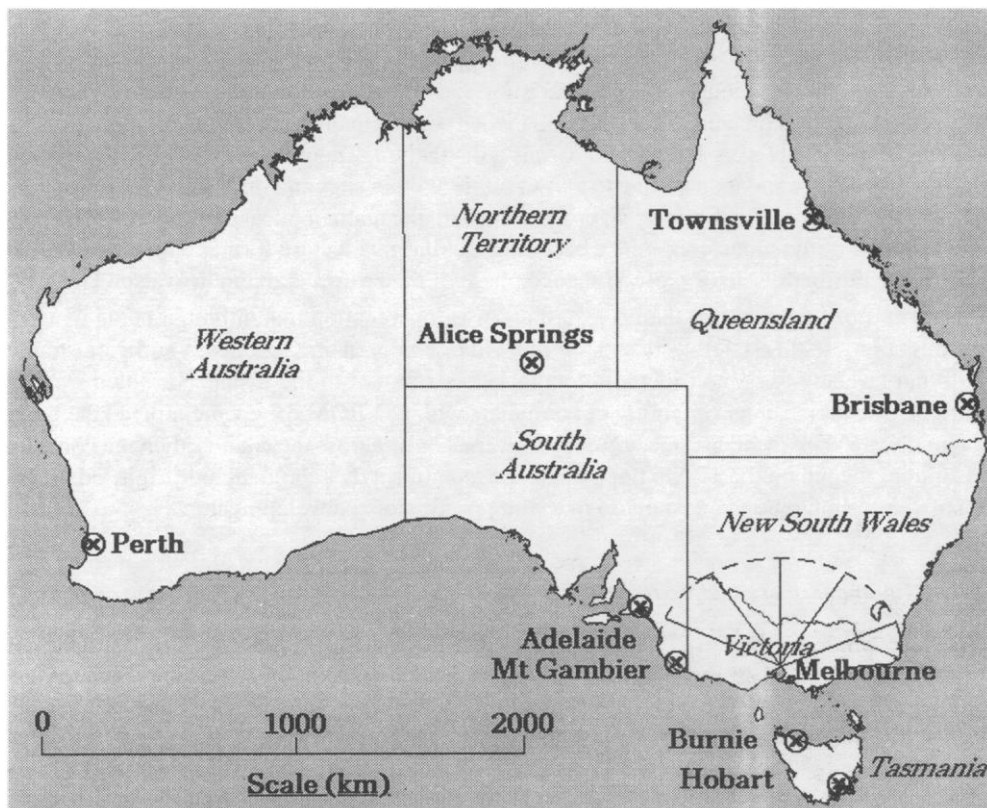 Northern
Territory
Townsville
Queensland
Western
Australia
Alice Springs
Brisbane
South
Australia
New South Wales
Perth
Adelaide
Victoria
Mt Gambier
Melbourne
0 1000 2000
Scale (km)
Burnie
Hobart
Tasmania